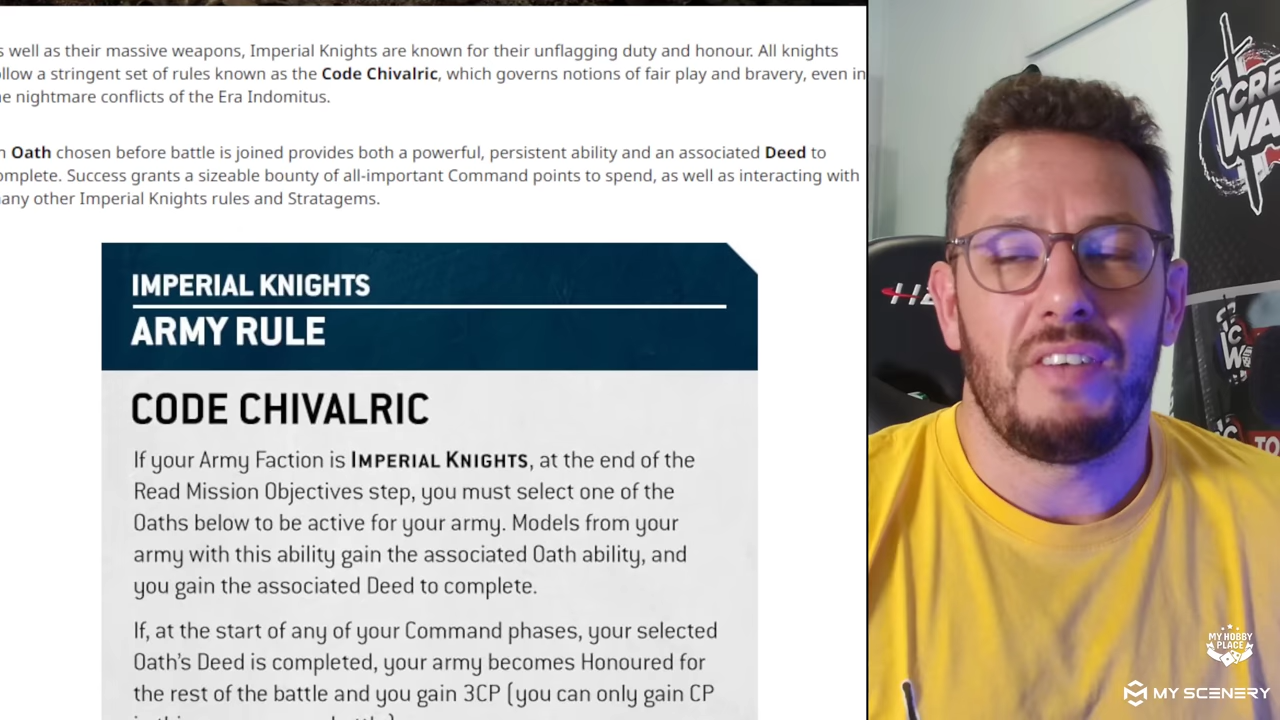 s well as their massive weapons, Imperial Knights are known for their unflagging duty and honour. All knights
llow a stringent set of rules known as the Code Chivalric, which governs notions of fair play and bravery, even in
e nightmare conflicts of the Era Indomitus.
n Oath chosen before battle is joined provides both a powerful, persistent ability and an associated Deed to
omplete. Success grants a sizeable bounty of all-important Command points to spend, as well as interacting with
any other Imperial Knights rules and Stratagems.
IMPERIAL KNIGHTS
ARMY RULE
CODE CHIVALRIC
If your Army Faction is IMPERIAL KNIGHTS, at the end of the
Read Mission Objectives step, you must select one of the
Oaths below to be active for your army. Models from your
army with this ability gain the associated Oath ability, and
you gain the associated Deed to complete.
If, at the start of any of your Command phases, your selected
Oath's Deed is completed, your army becomes Honoured for
the rest of the battle and you gain 3CP (you can only gain CP
CRE
WA
TO
MY HOBBY
PLACE
MY SCENERY